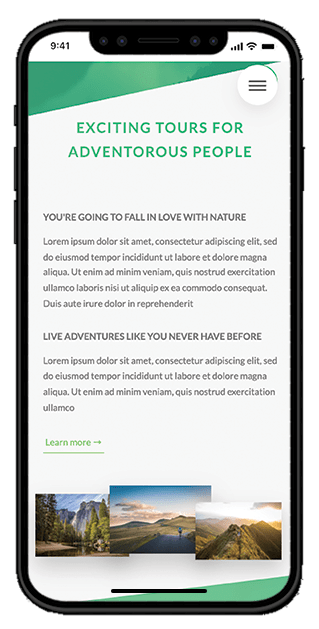 9:41
EXCITING TOURS FOR
ADVENTOROUS PEOPLE
YOU'RE GOING TO FALL IN LOVE WITH NATURE
Lorem ipsum dolor sit amet, consectetur adipiscing elit, sed
do eiusmod tempor incididunt ut labore et dolore magna
aliqua. Ut enim ad minim veniam, quis nostrud exercitation
ullamco laboris nisi ut aliquip ex ea commodo consequat.
Duis aute irure dolor in reprehenderit
LIVE ADVENTURES LIKE YOU NEVER HAVE BEFORE
Lorem ipsum dolor sit amet, consectetur adipiscing elit, sed
do eiusmod tempor incididunt ut labore et dolore magna
aliqua. Ut enim ad minim veniam, quis nostrud exercitation
ullamco
Learn more →